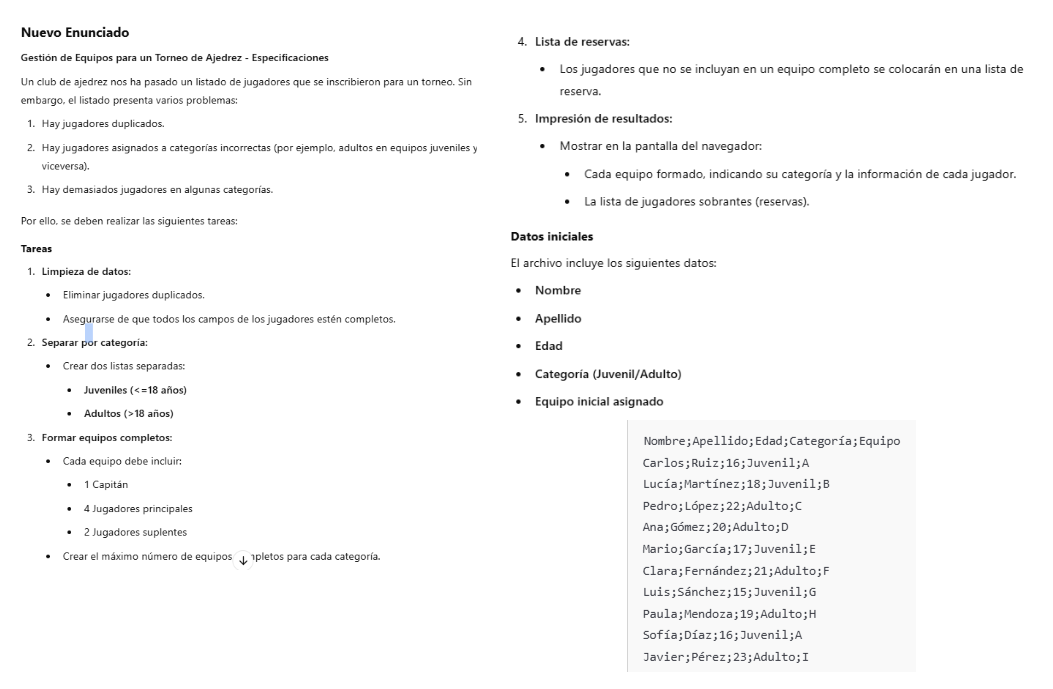 Nuevo Enunciado
Gestión de Equipos para un Torneo de Ajedrez - Especificaciones
Un club de ajedrez nos ha pasado un listado de jugadores que se inscribieron para un torneo. Sin
embargo, el listado presenta varios problemas:
1. Hay jugadores duplicados.
2. Hay jugadores asignados a categorías incorrectas (por ejemplo, adultos en equipos juveniles y
viceversa).
3. Hay demasiados jugadores en algunas categorías.
Por ello, se deben realizar las siguientes tareas:
Tareas
1. Limpieza de datos:
• Eliminar jugadores duplicados.
• Asegurarse de que todos los campos de los jugadores estén completos.
2. Separar por categoría:
• Crear dos listas separadas:
• Juveniles (<=18 años)
• Adultos (>18 años)
3. Formar equipos completos:
• Cada equipo debe incluir:
• 1 Capitán
• 4 Jugadores principales
• 2 Jugadores suplentes
• Crear el máximo número de equipos para cada categoría.
4. Lista de reservas:
• Los jugadores que no se incluyan en un equipo completo se colocarán en una lista de
reserva.
5. Impresión de resultados:
• Mostrar en la pantalla del navegador:
• Cada equipo formado, indicando su categoría y la información de cada jugador.
• La lista de jugadores sobrantes (reservas).
Datos iniciales
El archivo incluye los siguientes datos:
• Nombre
• Apellido
• Edad
• Categoría (Juvenil/Adulto)
• Equipo inicial asignado
Nombre;Apellido;Edad;Categoría;Equipo
Carlos;Ruiz;16;Juvenil;A
Lucía;Martínez;18;Juvenil;B
Pedro;López;22;Adulto;C
Ana;Gómez;20;Adulto;D
Mario;García;17;Juvenil;E
Clara;Fernández;21;Adulto;F
Luis;Sánchez;15;Juvenil;G
Paula;Mendoza;19;Adulto;H
Sofía;Díaz;16;Juvenil;A
Javier;Pérez;23;Adulto;I